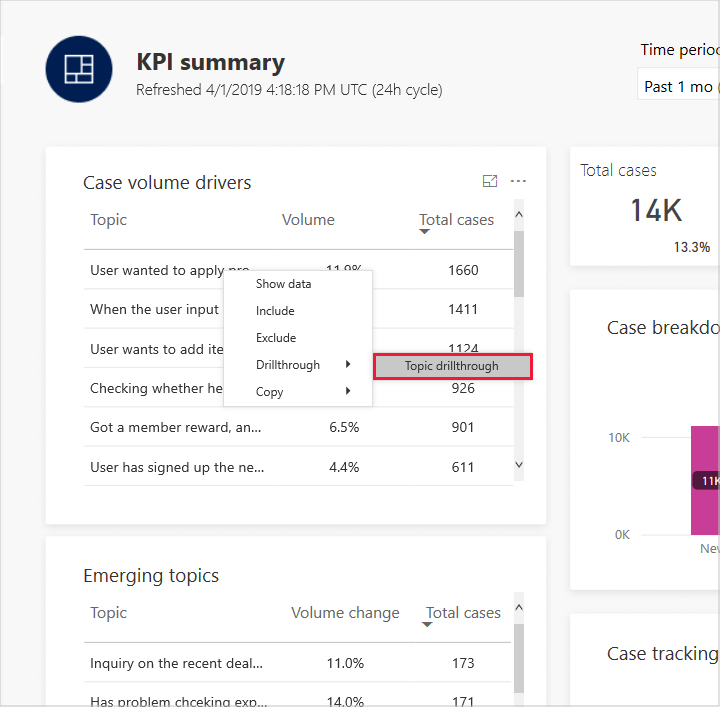 KPI summary
Refreshed 4/1/2019 4:18:18 PM UTC (24h cycle)
Time perio
Past 1 mo (
Case volume drivers
Topic Volume Total cases
User wanted to apply pro 11.9% 1660
When the user input 1411
User wants to add ite 1124
Checking whether he 926
Got a member reward, an... 6.5% 901
User has signed up the ne... 4.4% 611
Show data
Include
Exclude
Drillthrough
Copy
Topic drillthrough
Total cases
14K
13.3%
Case breakdo
10K
11K
0K
New
Emerging topics
Topic Volume change Total cases
Inquiry on the recent deal... 11.0% 173
Has problem chceking exp... 14.0% 171
Case tracking